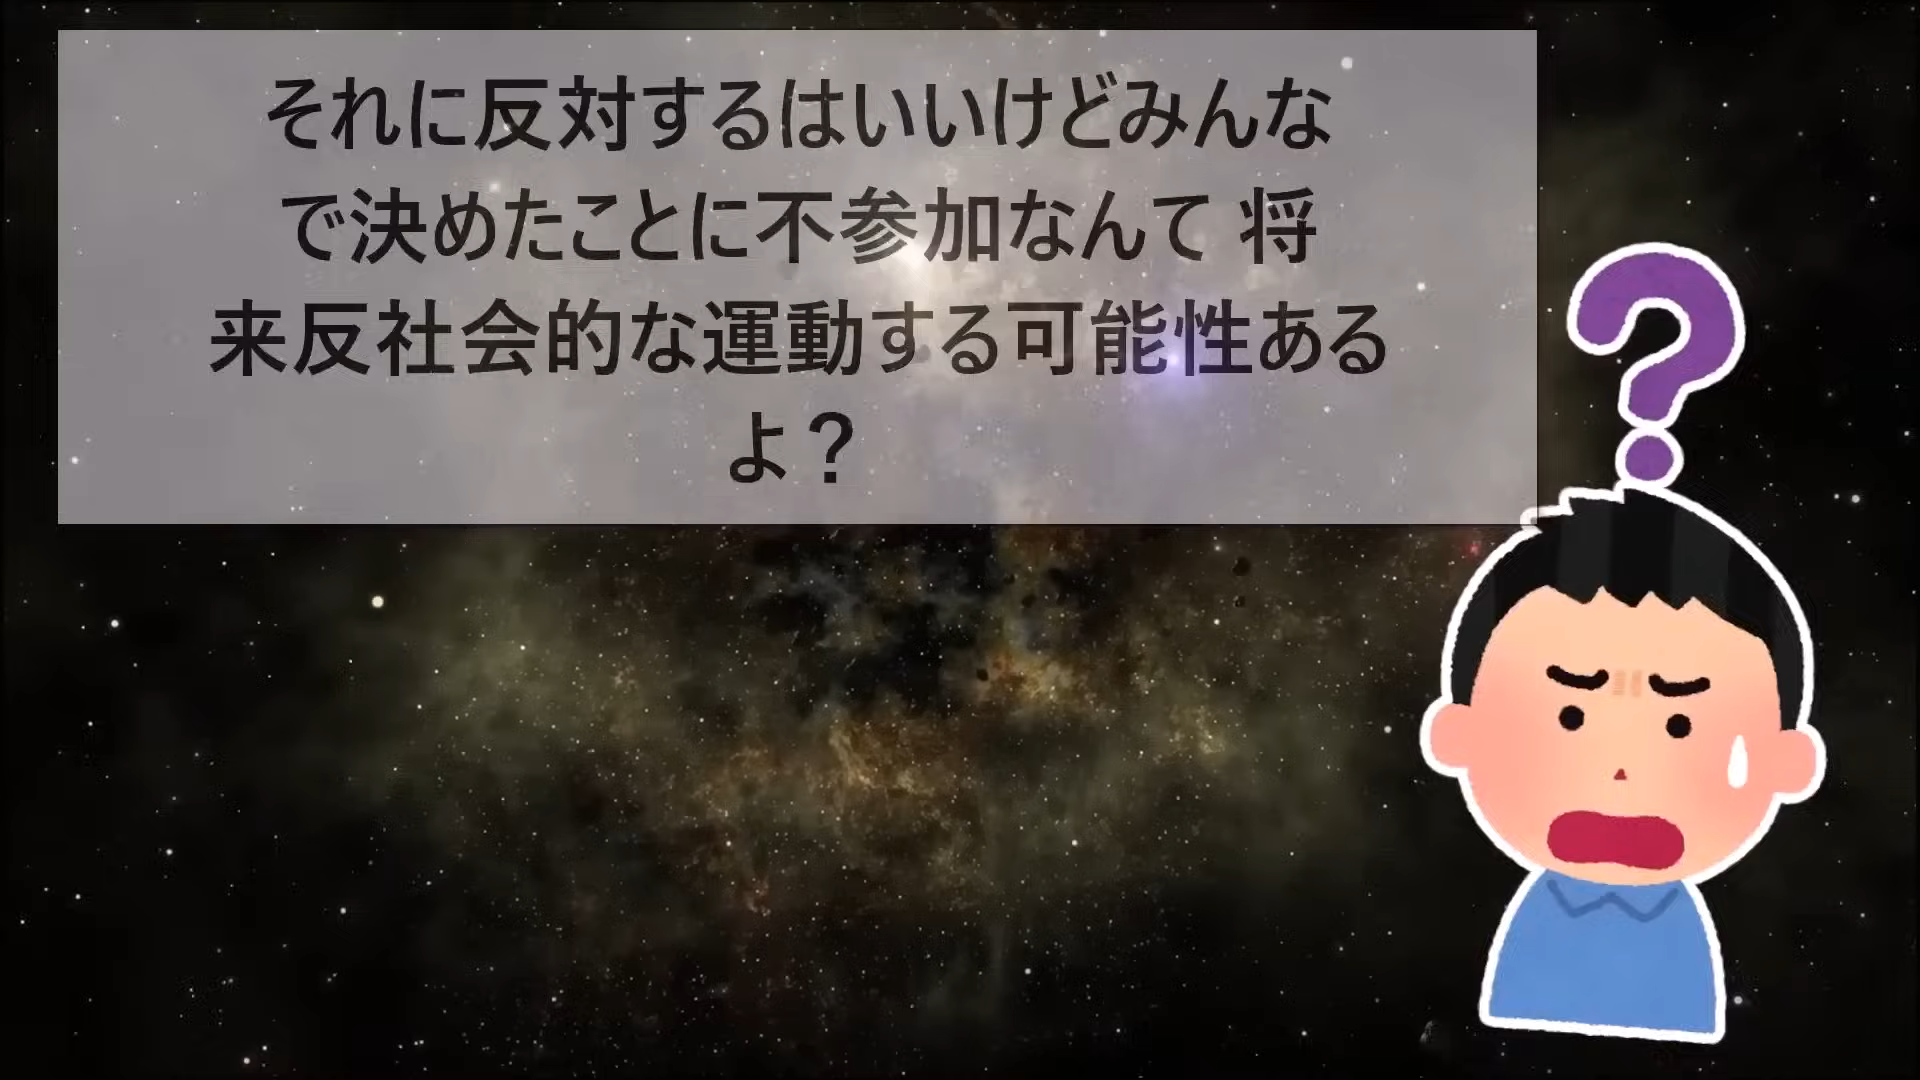 それに反対するはいいけどみんな
で決めたことに不参加なんて 将
来反社会的な運動する可能性ある
よ？
?